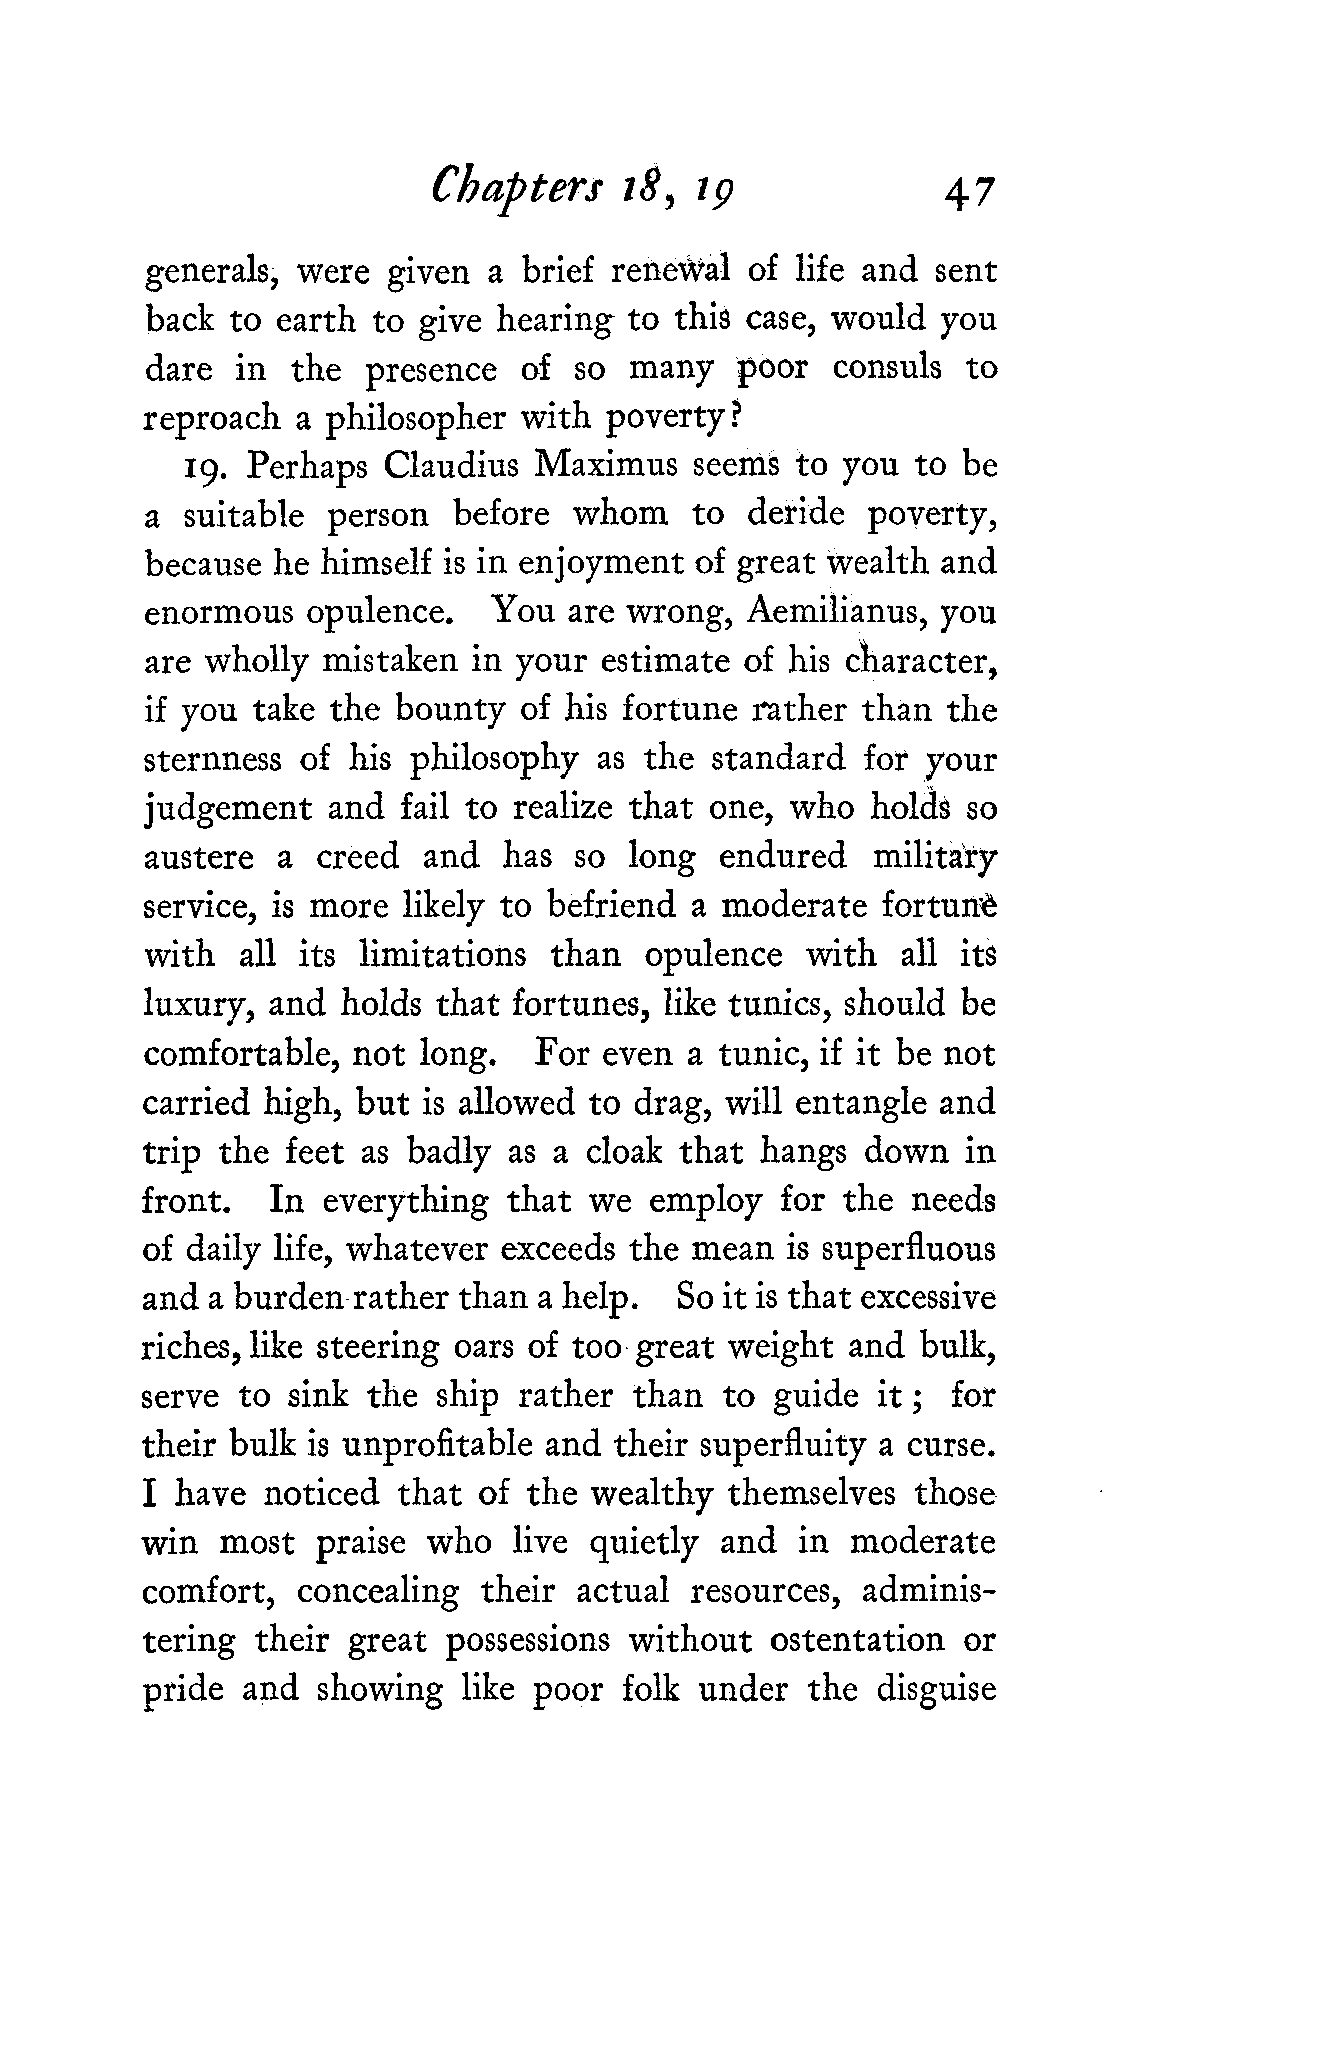 Chapters 18, 19 47
generals, were given a brief renewal of life and sent
back to earth to give hearing to this case, would you
dare in the presence of so many poor consuls to
reproach a philosopher with poverty?
19. Perhaps Claudius Maximus seems to you to be
a suitable person before whom to deride poverty,
because he himself is in enjoyment of great wealth and
enormous opulence. You are wrong, Aemilianus, you
are wholly mistaken in your estimate of his character,
if you take the bounty of his fortune rather than the
sternness of his philosophy as the standard for your
judgement and fail to realize that one, who holds so
austere a creed and has so long endured military
service, is more likely to befriend a moderate fortune
with all its limitations than opulence with all its
luxury, and holds that fortunes, like tunics, should be
comfortable, not long. For even a tunic, if it be not
carried high, but is allowed to drag, will entangle and
trip the feet as badly as a cloak that hangs down in
front. In everything that we employ for the needs
of daily life, whatever exceeds the mean is superfluous
and a burden rather than a help. So it is that excessive
riches, like steering oars of too great weight and bulk,
serve to sink the ship rather than to guide it ; for
their bulk is unprofitable and their superfluity a curse.
I have noticed that of the wealthy themselves those
win most praise who live quietly and in moderate
comfort, concealing their actual resources, adminis-
tering their great possessions without ostentation or
pride and showing like poor folk under the disguise